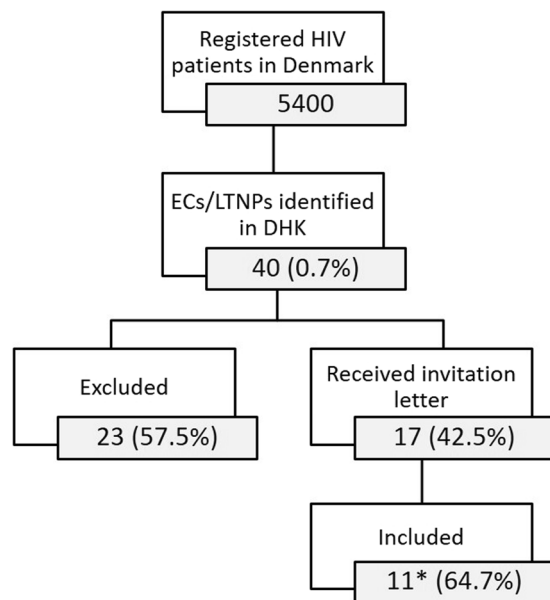 Registered HIV
patients in Denmark
5400
ECs/LTNPs identified
in DHK
40 (0.7%)
Excluded
23 (57.5%)
Received invitation
letter
17 (42.5%)
Included
11* (64.7%)